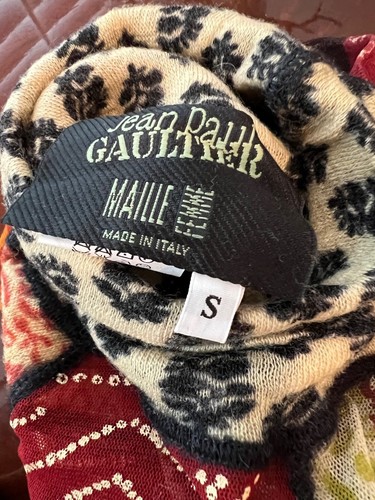 Jean Paul
GAULTIER
MAILLE FEMME
MADE IN ITALY
S